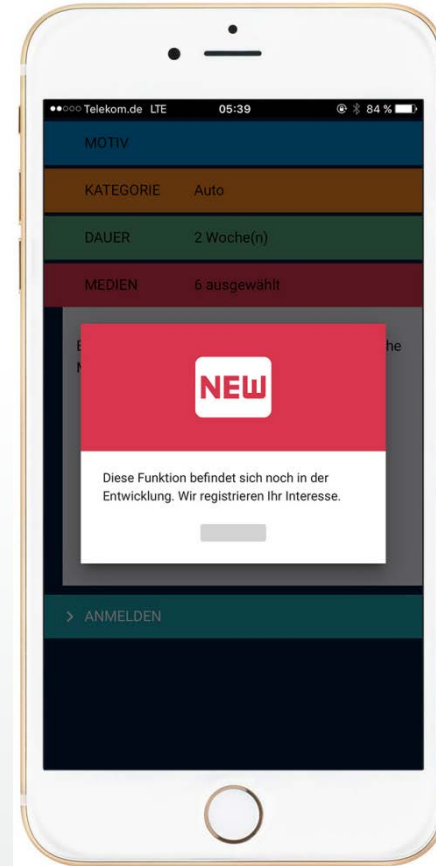 Telekom.de LTE 05:39 84 %
MOTIV
KATEGORIE Auto
DAUER 2 Woche(n)
MEDIEN 6 ausgewählt
NEW
Diese Funktion befindet sich noch in der
Entwicklung. Wir registrieren Ihr Interesse.
ANMELDEN